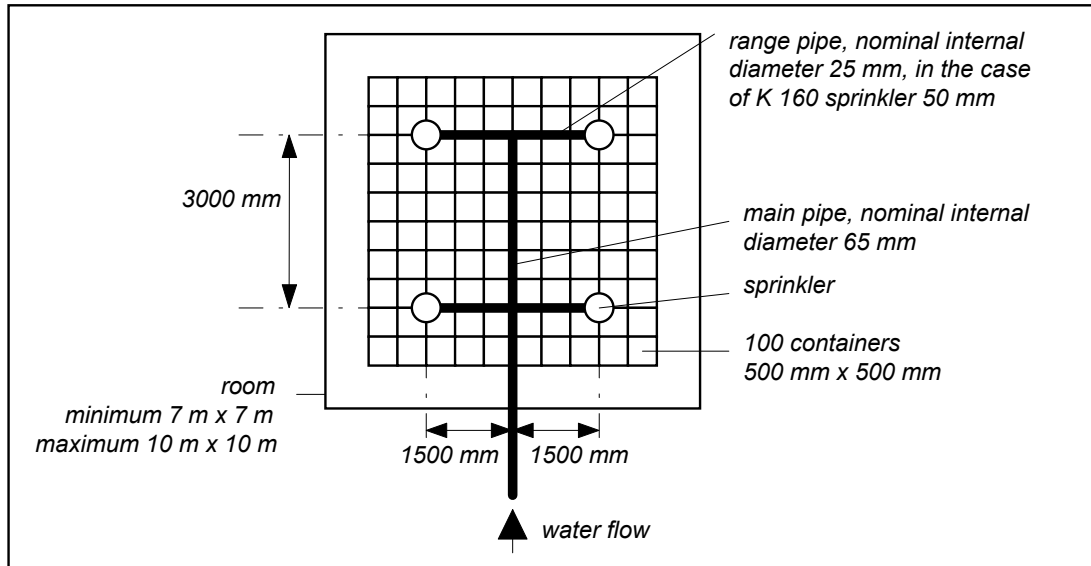 range pipe, nominal internal
diameter 25 mm, in the case
of K 160 sprinkler 50 mm
3000 mm
main pipe, nominal internal
diameter 65 mm
sprinkler
100 containers
500 mm x 500 mm
room
minimum 7 m x 7 m
maximum 10 m x 10 m
1500 mm
1500 mm
water flow